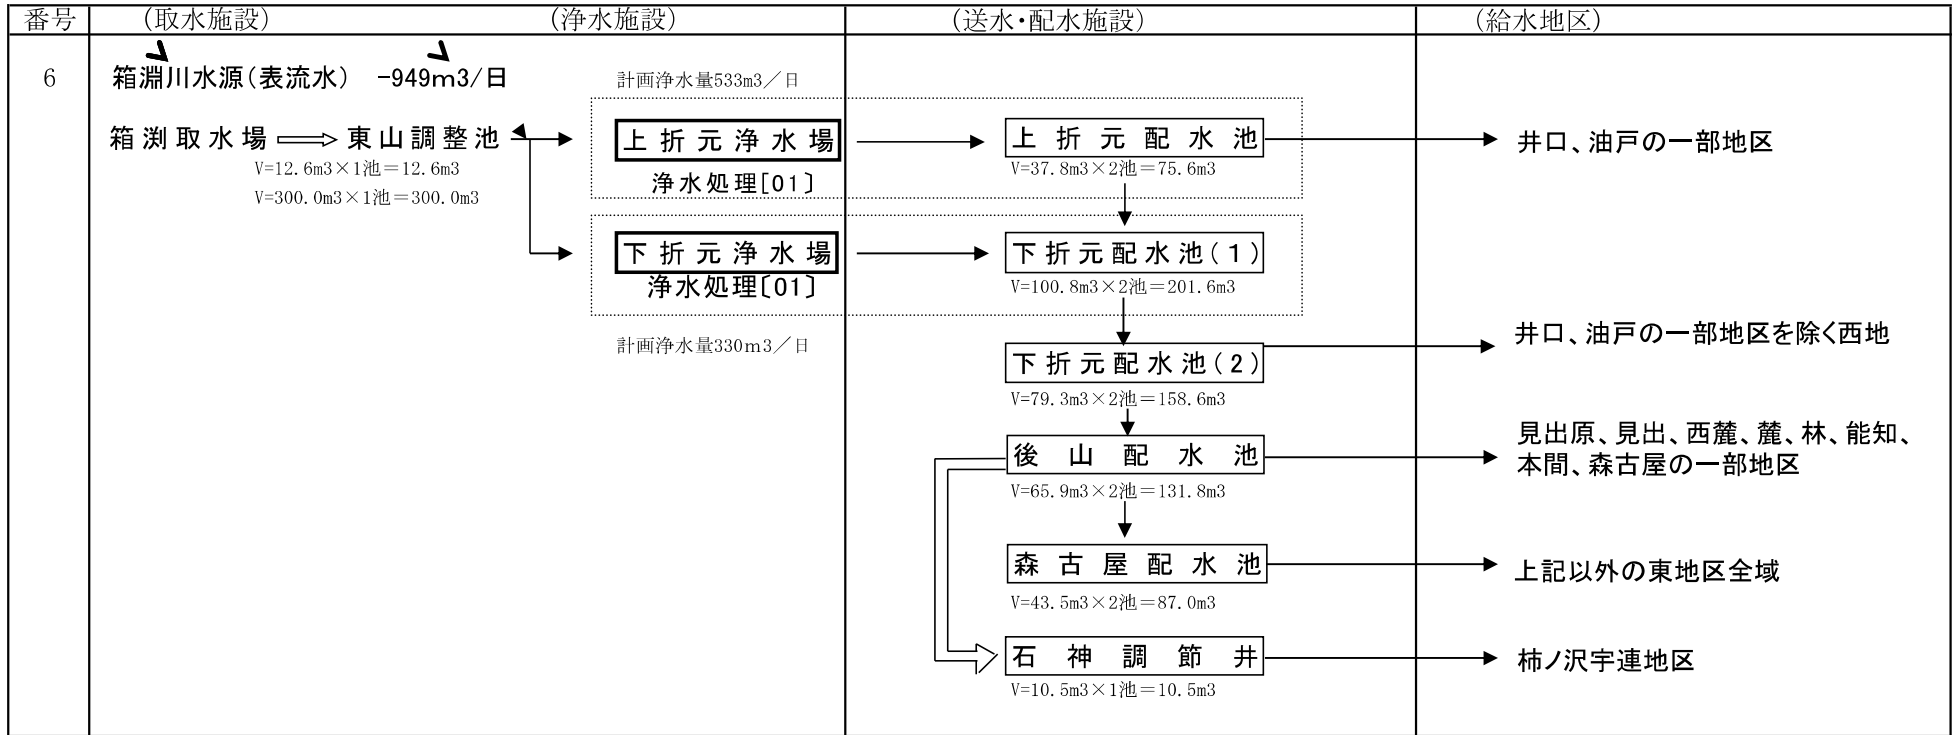 番号 （取水施設） （浄水施設） （送水・配水施設） （給水地区）
6 箱淵川水源（表流水） -949m3/日
計画浄水量533m3／日
箱渕取水場 東山調整池 上折元浄水場 上折元配水池 井口、油戸の一部地区
V=12.6m3×1池＝12.6m3 V=37.8m3×2池＝75.6m3
浄水処理[01]
V=300.0m3×1池＝300.0m3
下折元浄水場 下折元配水池(1)
浄水処理[01] V=100.8m3×2池＝201.6m3
計画浄水量330m3／日 井口、油戸の一部地区を除く西地
下折元配水池(2)
V=79.3m3×2池＝158.6m3
見出原、見出、西麓、麓、林、能知、
後山配水池 本間、森古屋の一部地区
V=65.9m3×2池＝131.8m3
森古屋配水池 上記以外の東地区全域
V=43.5m3×2池＝87.0m3
石神調節井 柿ノ沢宇連地区
V=10.5m3×1池＝10.5m3